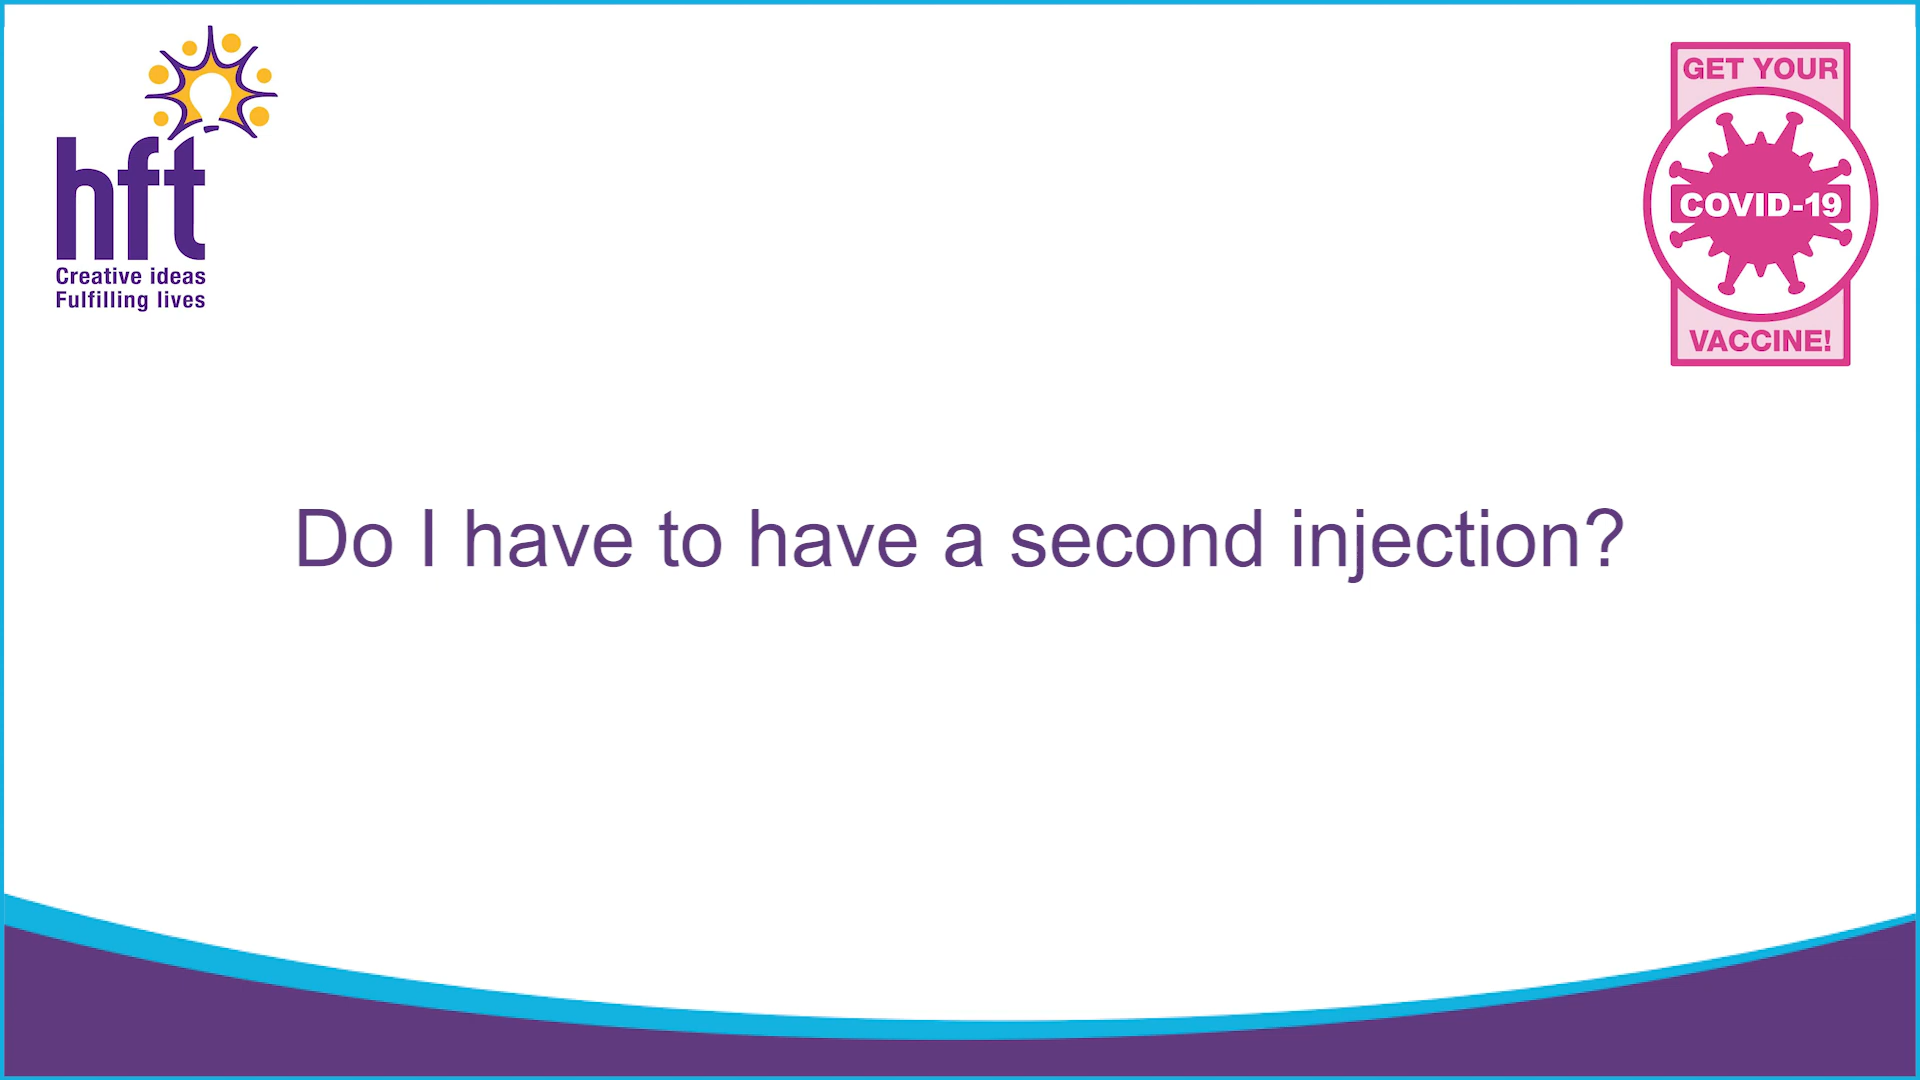 hft
Creative ideas
Fulfilling lives
GET YOUR
COVID-19
VACCINE!
Do I have to have a second injection?